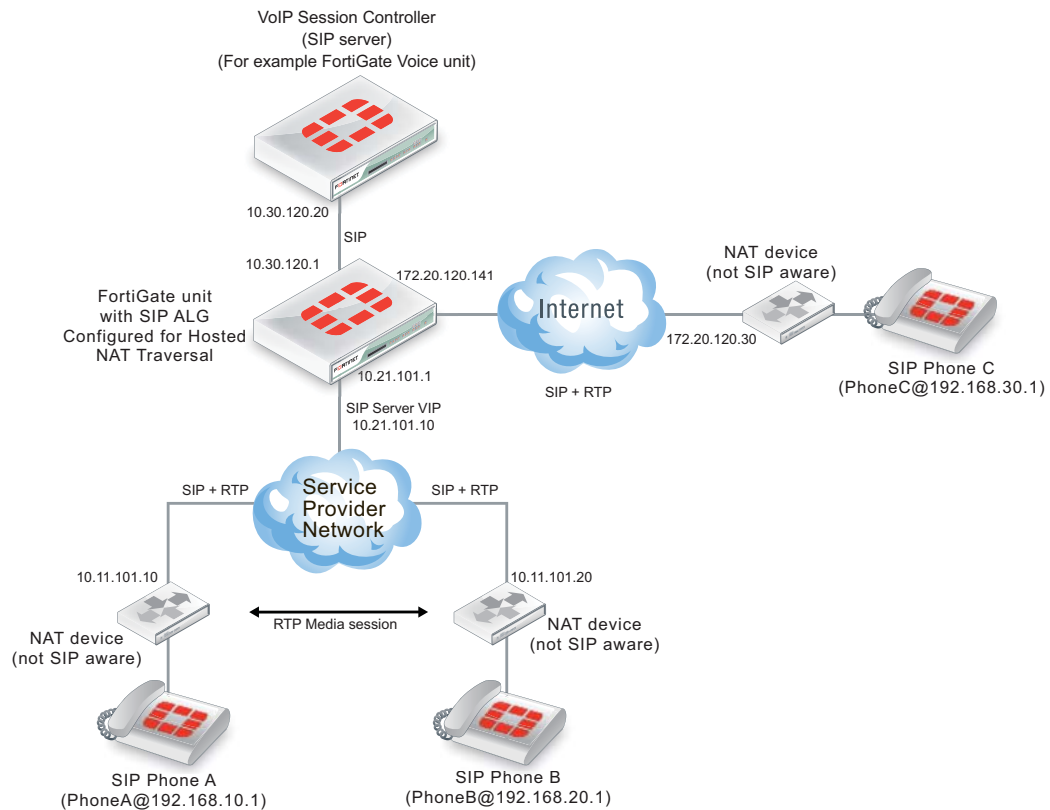 VoIP Session Controller
(SIP server)
(For example FortiGate Voice unit)
FORTINET
10.30.120.20
SIP
10.30.120.1
172.20.120.141
FortiGate unit
with SIP ALG
Configured for Hosted
NAT Traversal
FORTINET
10.21.101.1
Internet
SIP + RTP
NAT device
(not SIP aware)
172.20.120.30
SIP Phone C
(PhoneC@192.168.30.1)
SIP Server VIP
10.21.101.10
SIP + RTP
Service
Provider
Network
SIP + RTP
10.11.101.10
10.11.101.20
RTP Media session
NAT device
(not SIP aware)
NAT device
(not SIP aware)
SIP Phone A
(PhoneA@192.168.10.1)
SIP Phone B
(PhoneB@192.168.20.1)